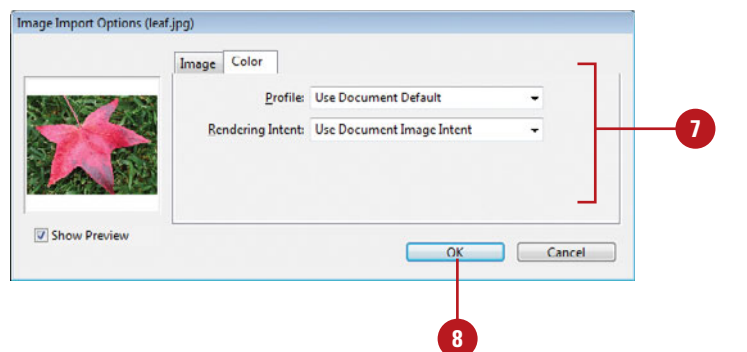 Image Import Options (leaf.jpg)
Image Color
Profile: Use Document Default
Rendering Intent: Use Document Image Intent
7
Show Preview
OK Cancel
8